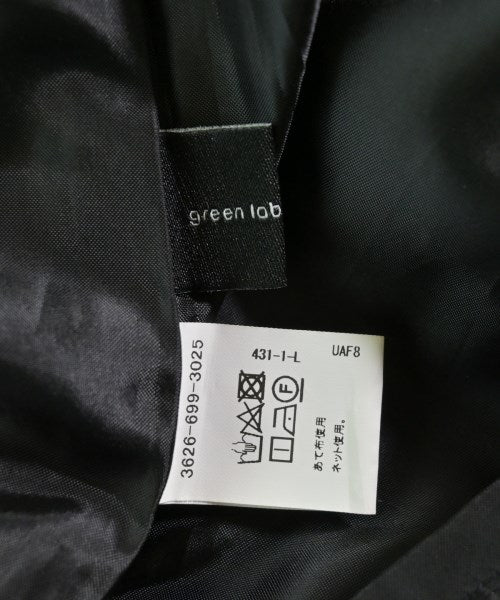 green lab
3626-699-3025
431-1-L
UAF8
F
あて布使用
ネット使用。